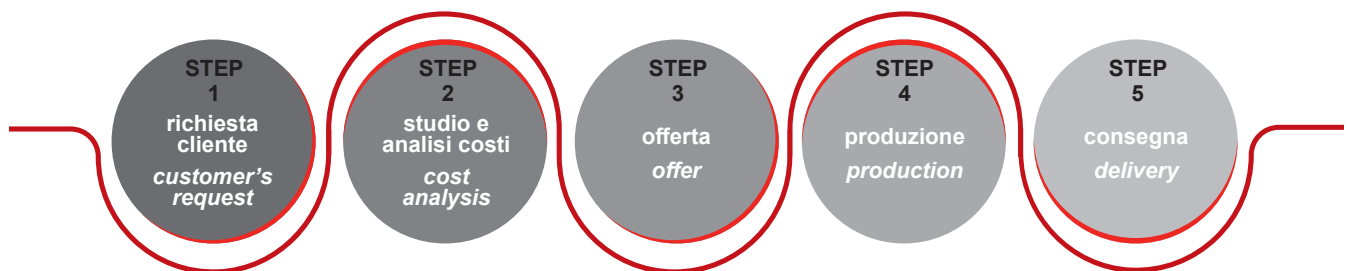 STEP
1
richiesta
cliente
customer's
request
STEP
2
studio e
analisi costi
cost
analysis
STEP
3
offerta
offer
STEP
4
produzione
production
STEP
5
consegna
delivery